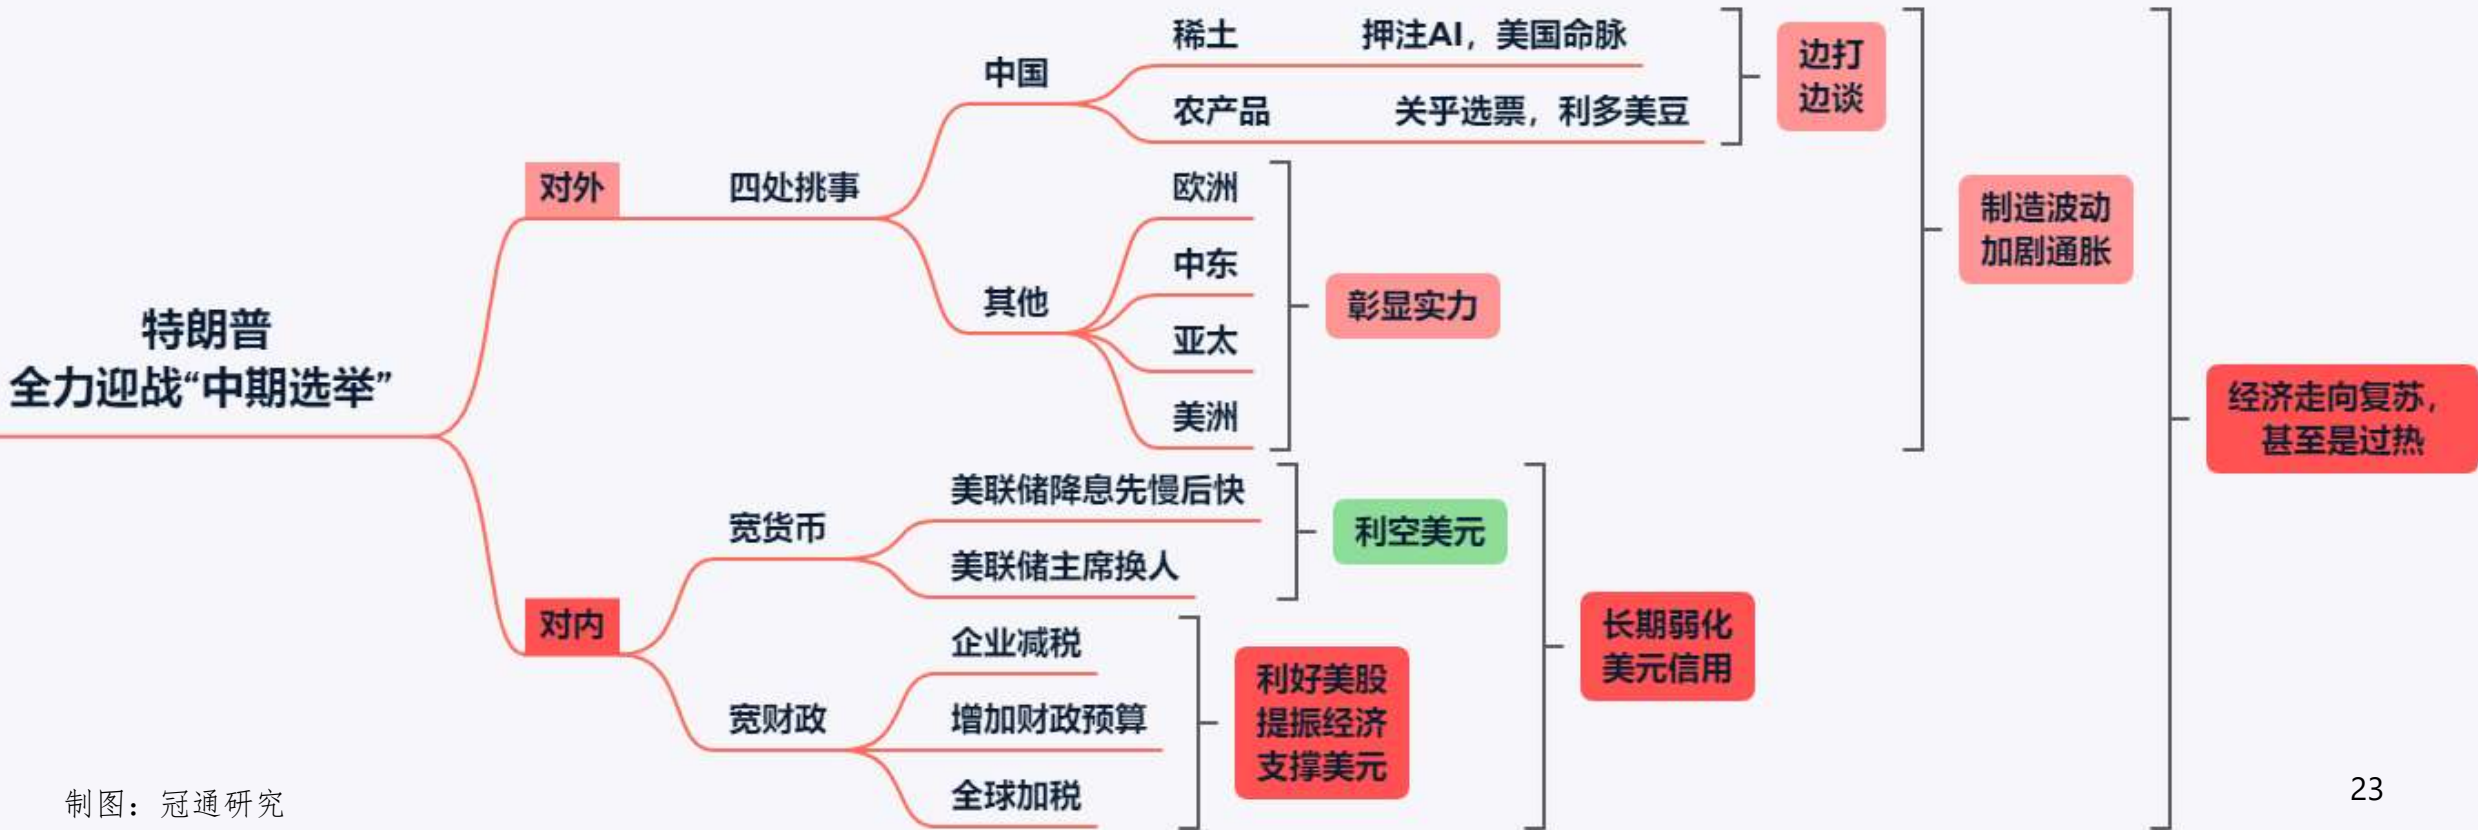 特朗普
全力迎战“中期选举”
对外
四处挑事
中国
稀土 押注AI，美国命脉
农产品 关乎选票，利多美豆
边打
边谈
其他
欧洲
中东
亚太
美洲
彰显实力
制造波动
加剧通胀
对内
宽货币
美联储降息先慢后快
美联储主席换人
利空美元
宽财政
企业减税
增加财政预算
全球加税
利好美股
提振经济
支撑美元
长期弱化
美元信用
经济走向复苏，
甚至是过热
制图：冠通研究
23